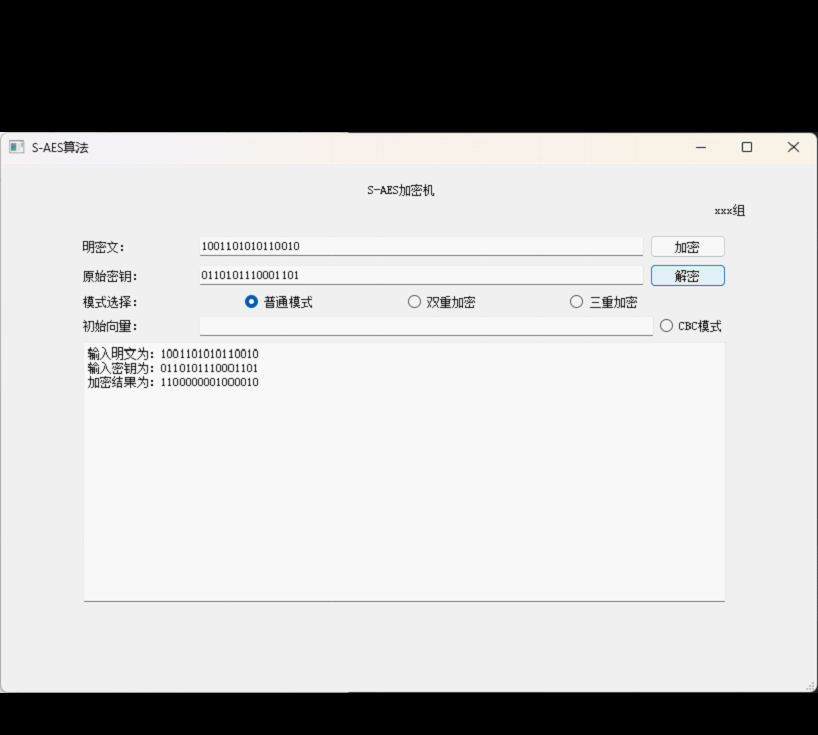 S-AES算法
S-AES加密机
xxx组
明密文: 1001101010110010 加密
原始密钥: 0110101110001101 解密
模式选择: 普通模式 双重加密 三重加密
初始向量: CBC模式
输入明文为: 1001101010110010
输入密钥为: 0110101110001101
加密结果为: 1100000001000010